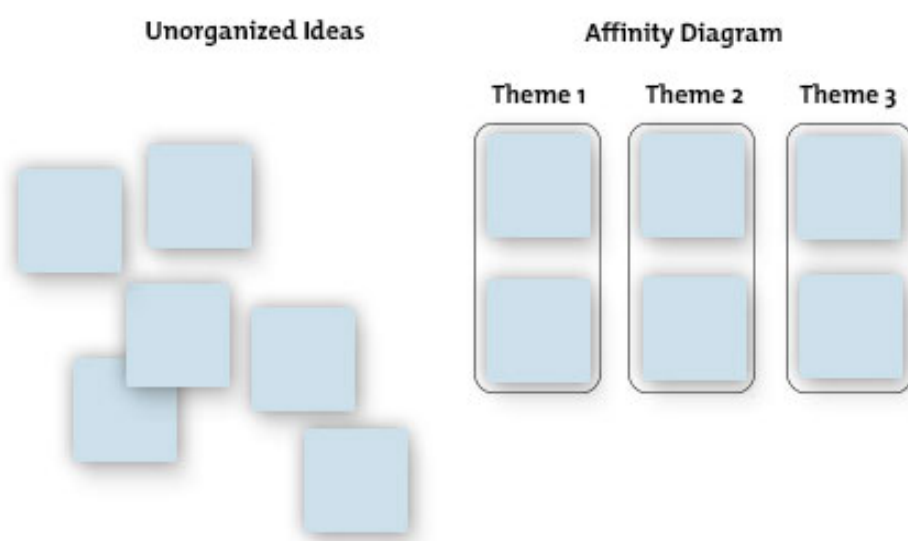 Unorganized Ideas
Affinity Diagram
Theme 1
Theme 2
Theme 3